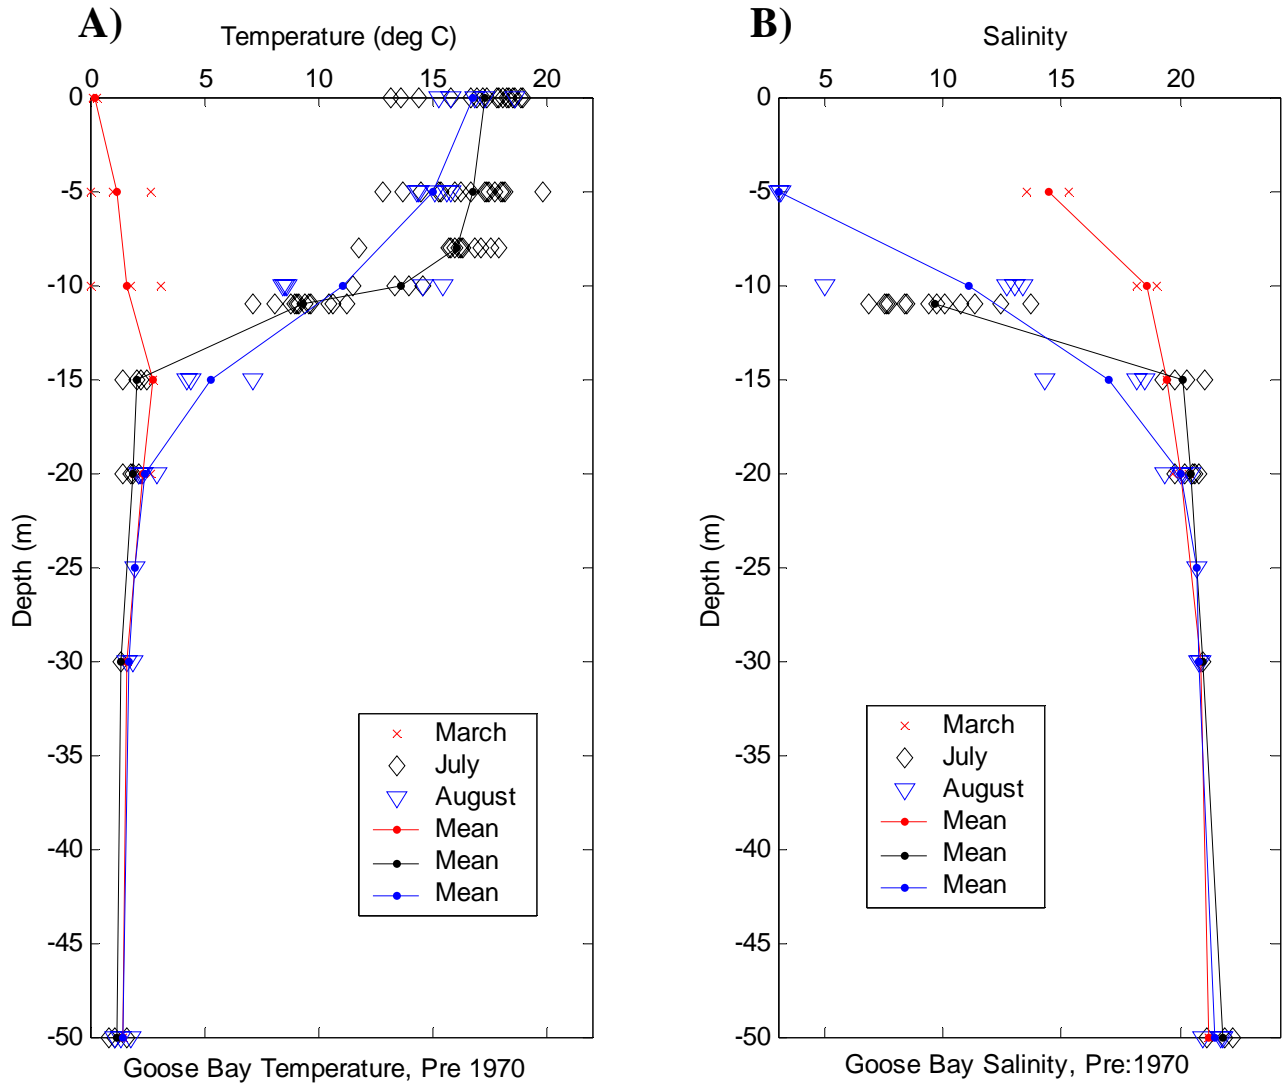 A)
Temperature (deg C)
0 5 10 15 20
0
-5
-10
-15
-20
-25
-30
-35
-40
-45
-50
Depth (m)
March
July
August
Mean
Mean
Mean
Goose Bay Temperature, Pre 1970
B)
Salinity
5 10 15 20
0
-5
-10
-15
-20
-25
-30
-35
-40
-45
-50
Depth (m)
March
July
August
Mean
Mean
Mean
Goose Bay Salinity, Pre:1970